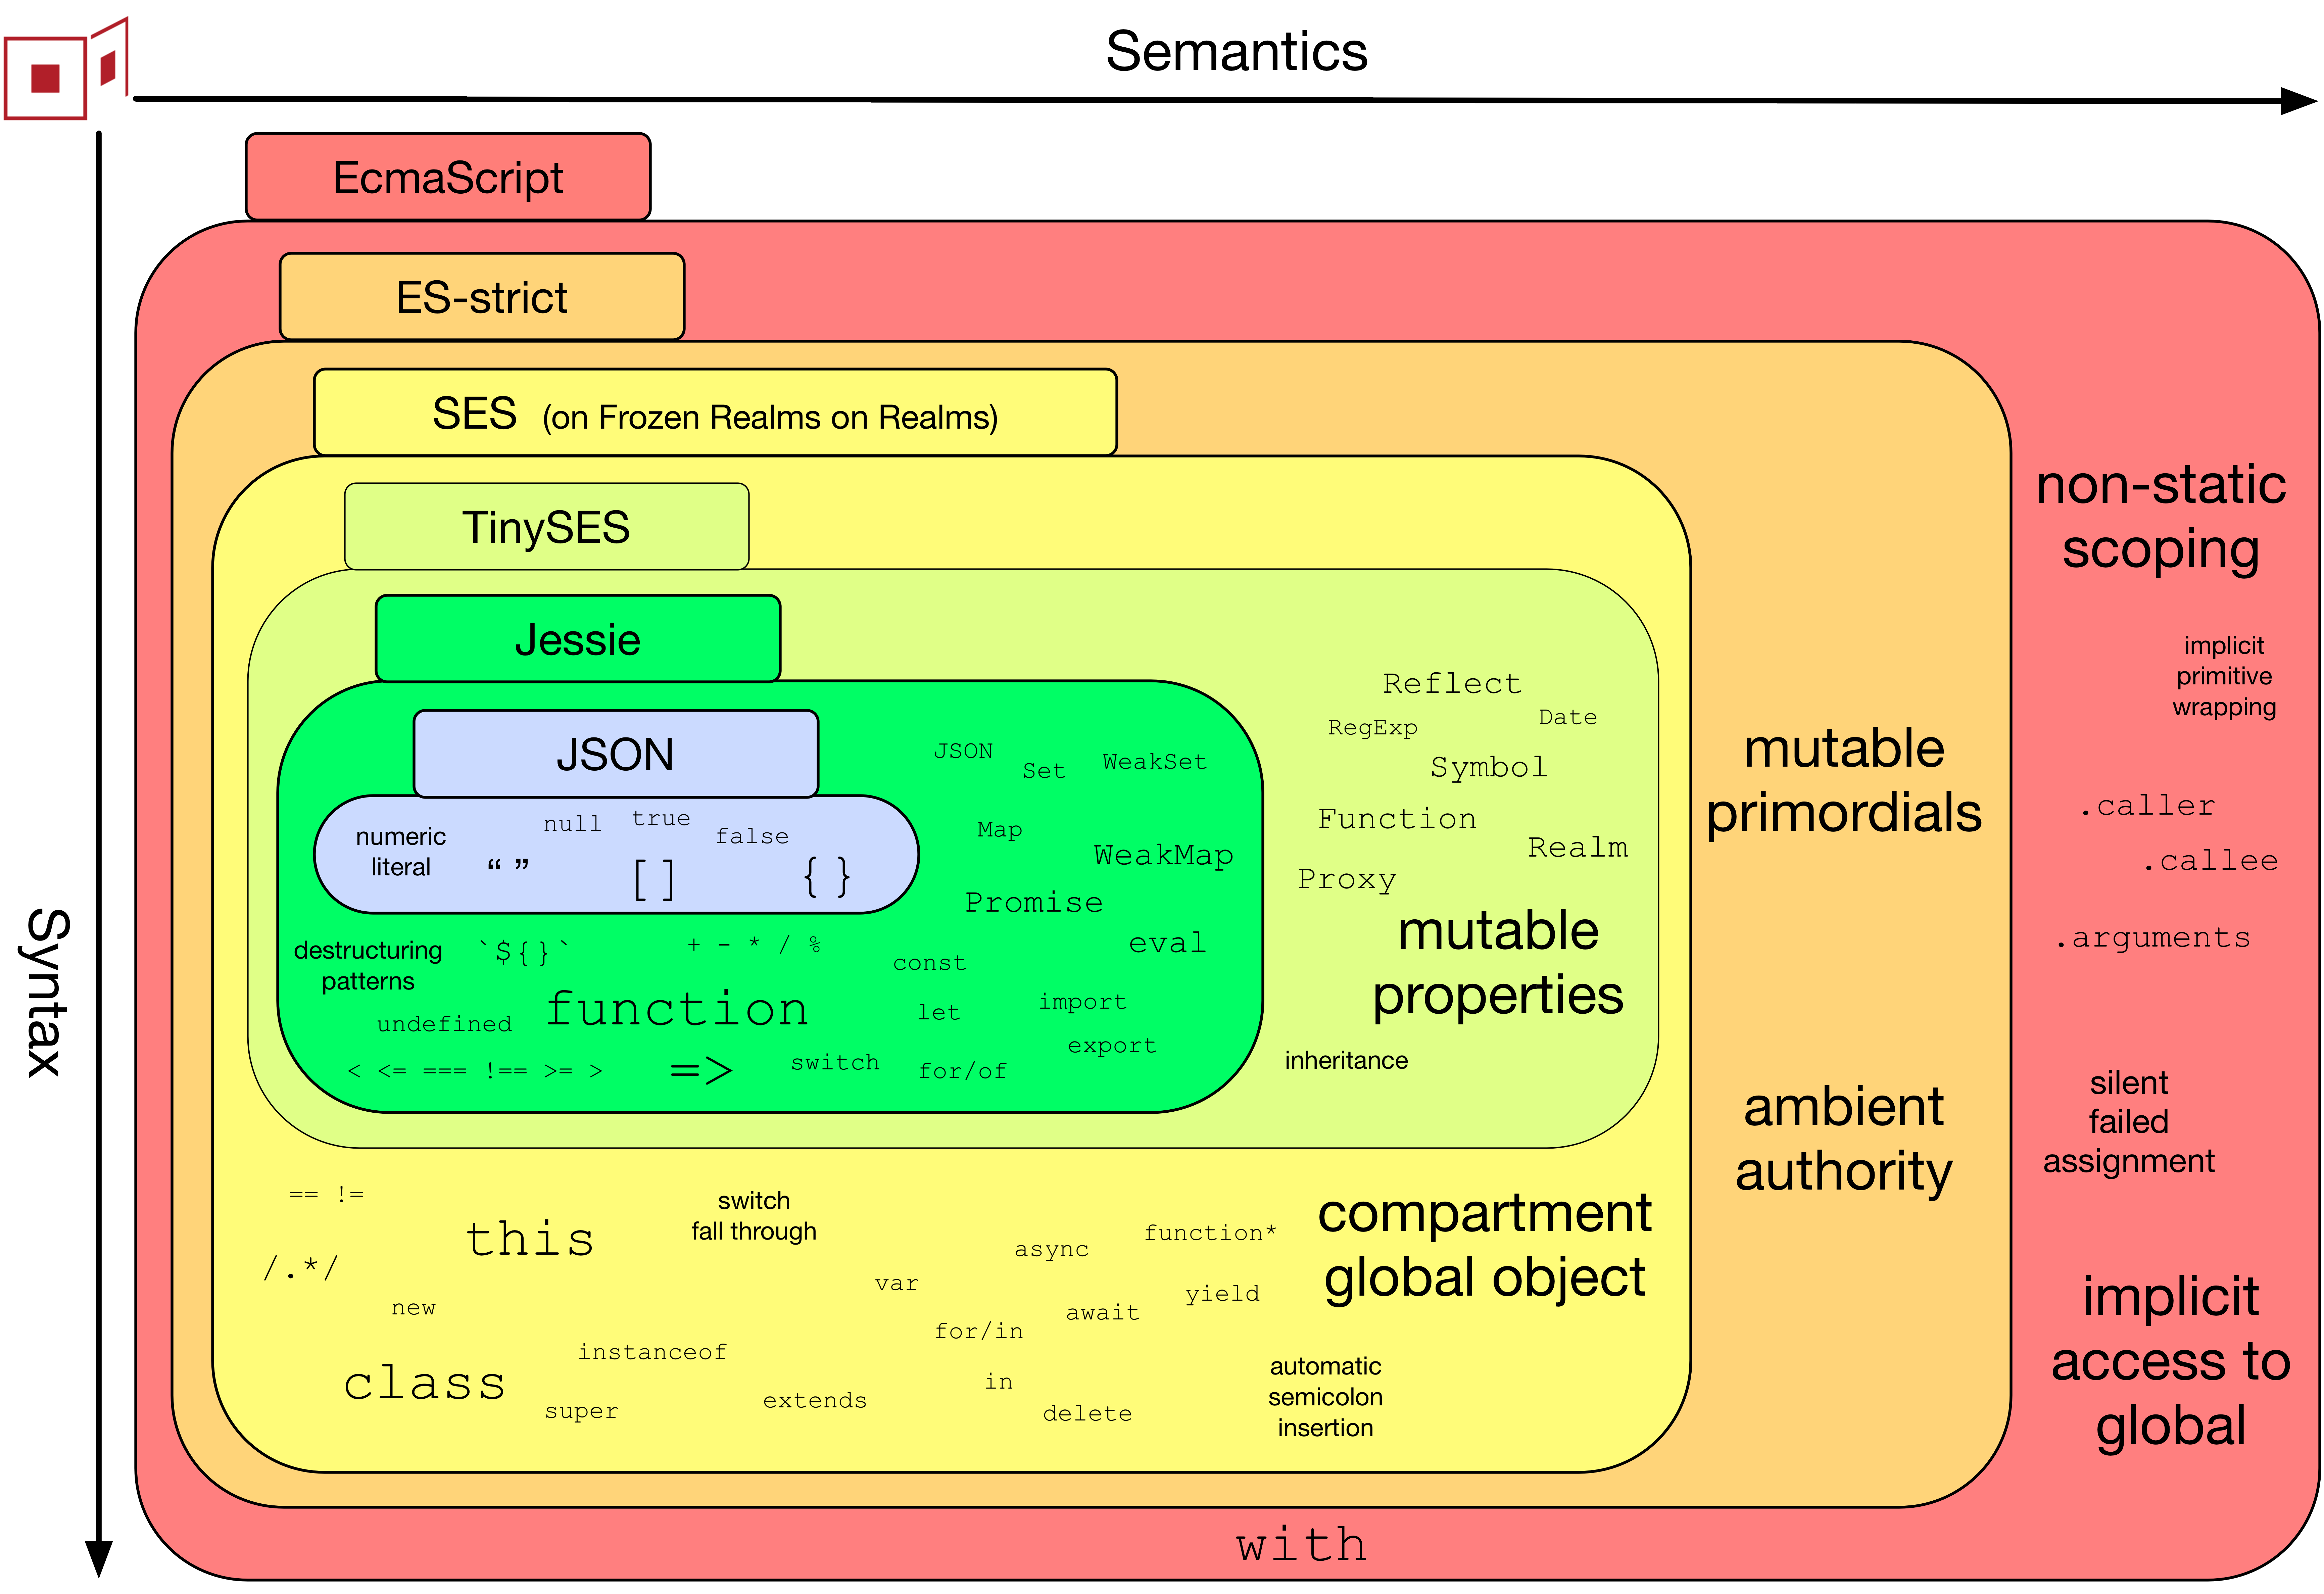 Semantics
Syntax
EcmaScript
ES-strict
SES (on Frozen Realms on Realms)
TinySES
Jessie
JSON
numeric
literal
null
true
false
“ ”
[ ]
{ }
JSON
Set
WeakSet
Map
WeakMap
Promise
eval
destructuring
patterns
`${}`
+ - * / %
const
function
undefined
let
import
export
< <= === !== >= >
=>
switch
for/of
Reflect
RegExp
Date
Symbol
Function
Realm
Proxy
mutable
properties
inheritance
== !=
this
switch
fall through
/.*/
new
var
async
function*
await
yield
for/in
instanceof
class
super
extends
in
delete
compartment
global object
automatic
semicolon
insertion
mutable
primordials
ambient
authority
non-static
scoping
implicit
primitive
wrapping
.caller
.callee
.arguments
silent
failed
assignment
implicit
access to
global
with